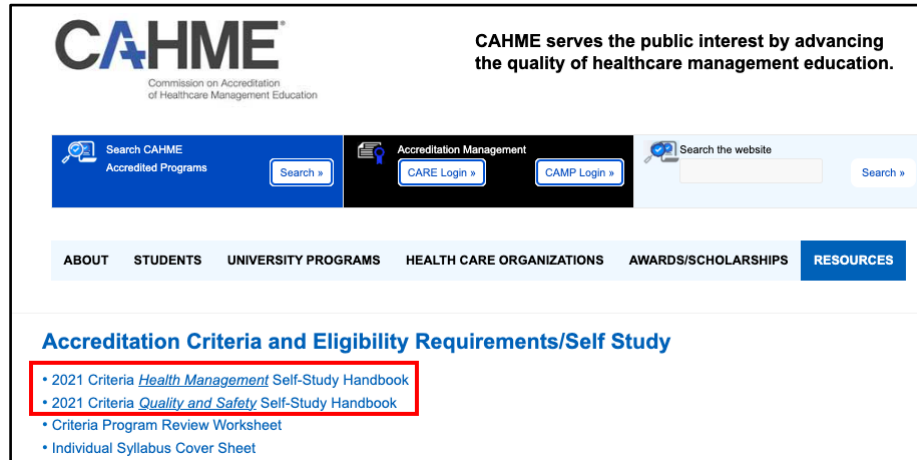 CAHME®
Commission on Accreditation
of Healthcare Management Education
CAHME serves the public interest by advancing
the quality of healthcare management education.
Search CAHME
Accredited Programs
Search »
Accreditation Management
CARE Login »
CAMP Login »
Search the website
Search »
ABOUT STUDENTS UNIVERSITY PROGRAMS HEALTH CARE ORGANIZATIONS AWARDS/SCHOLARSHIPS RESOURCES
Accreditation Criteria and Eligibility Requirements/Self Study
• 2021 Criteria Health Management Self-Study Handbook
• 2021 Criteria Quality and Safety Self-Study Handbook
• Criteria Program Review Worksheet
• Individual Syllabus Cover Sheet